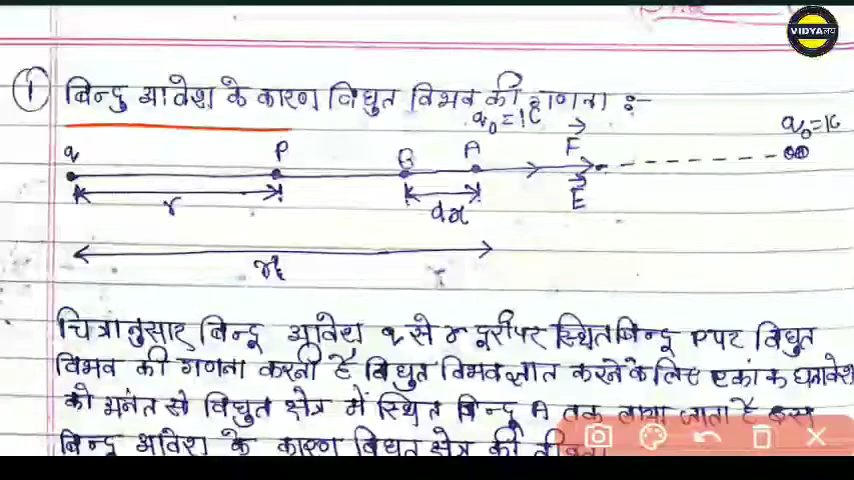 VIDYAलय
① बिन्दु आवेश के कारण विद्युत विभव की गणना :-
q₀=1C
q₀=1C
q P B A F
E
r dx
x
चित्रानुसार बिन्दू आवेश q से r दूरी पर स्थित बिन्दू P पर विद्युत
विभव की गणना करनी है विद्युत विभव ज्ञात करने के लिए एकांक धनावेश
को अनंत से विद्युत क्षेत्र में स्थित बिन्दू A तक लाया जाता है इस
बिन्दू आवेश के कारण विद्युत क्षेत्र की